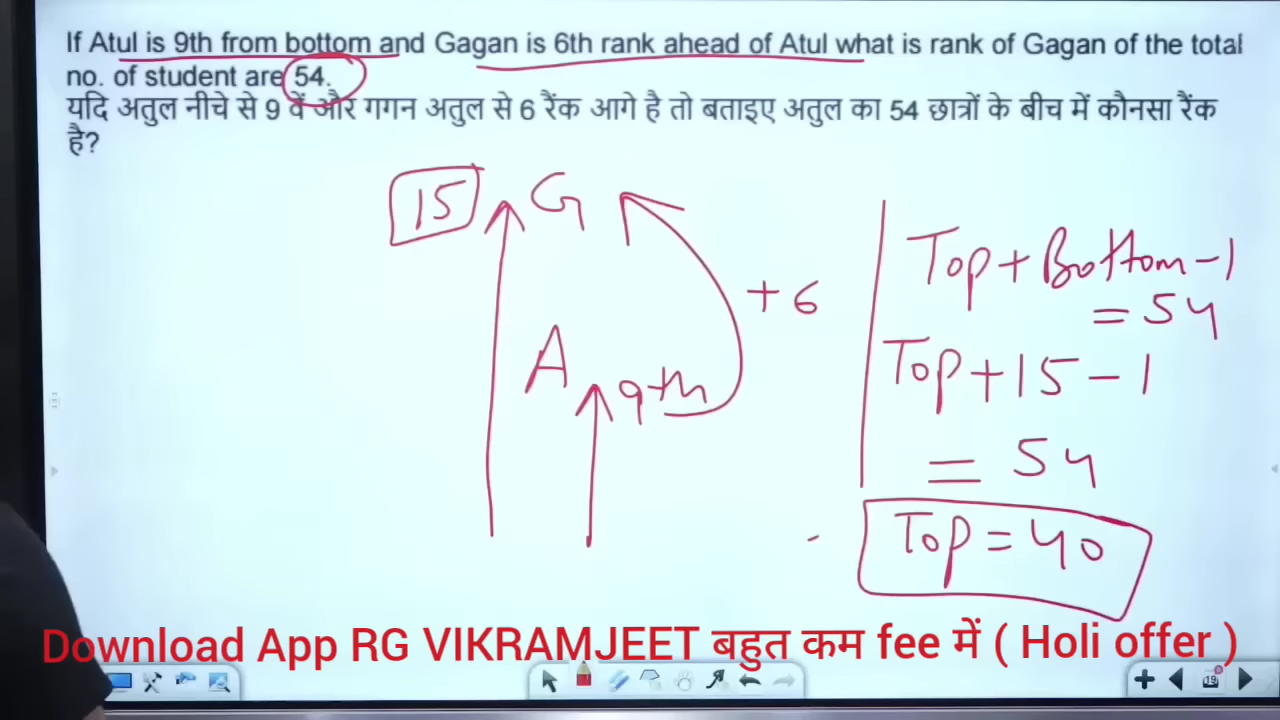 If Atul is 9th from bottom and Gagan is 6th rank ahead of Atul what is rank of Gagan of the total
no. of student are 54.
यदि अतुल नीचे से 9 वें और गगन अतुल से 6 रैंक आगे है तो बताइए अतुल का 54 छात्रों के बीच में कौनसा रैंक
है?
15 G
+6
A 9th
Top+Bottom-1
=54
Top+15-1
= 54
Top=40
Download App RG VIKRAMJEET बहुत कम fee में ( Holi offer )
19